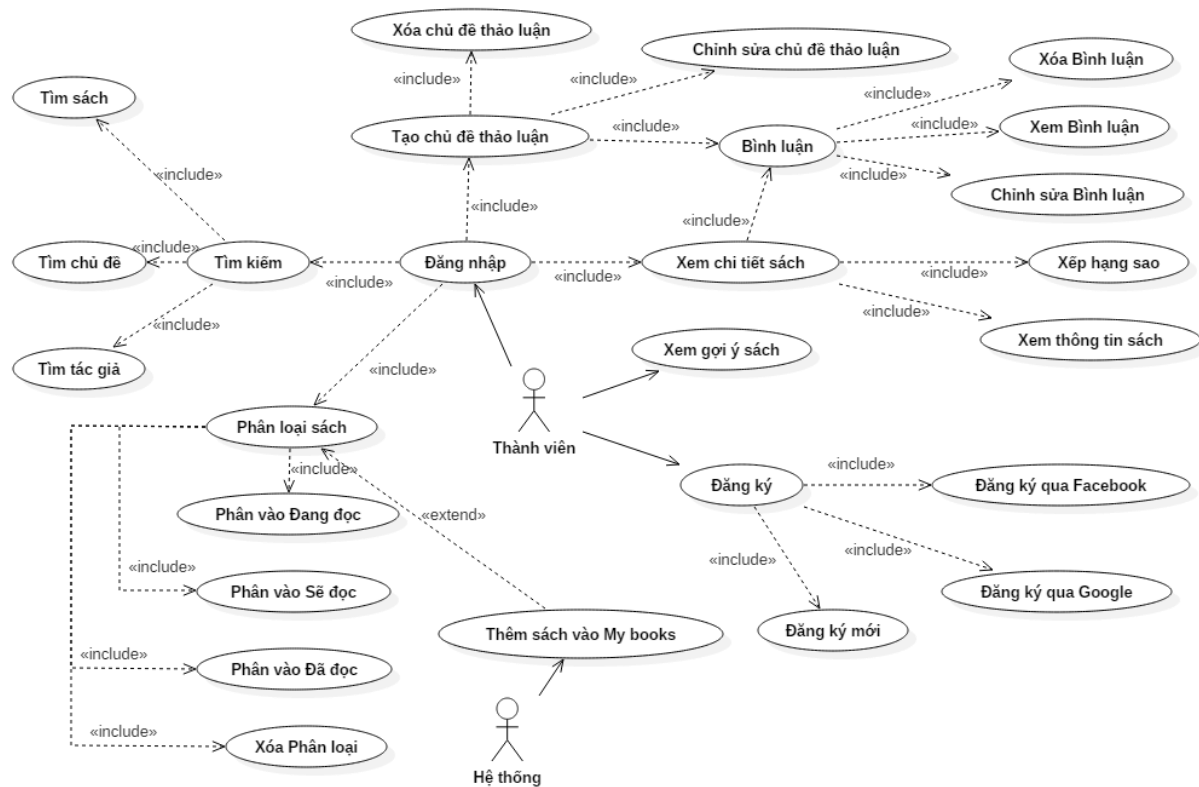 Xóa chủ đề thảo luận
Chỉnh sửa chủ đề thảo luận
Xóa Bình luận
«include»
«include»
«include»
Tìm sách
Tạo chủ đề thảo luận
«include»
Bình luận
«include»
Xem Bình luận
«include»
«include»
«include»
«include»
Chỉnh sửa Bình luận
Tìm chủ đề
«include»
Tìm kiếm
«include»
Đăng nhập
«include»
Xem chi tiết sách
«include»
Xếp hạng sao
«include»
«include»
Xem thông tin sách
Tìm tác giả
«include»
Xem gợi ý sách
Phân loại sách
Thành viên
«include»
Đăng ký
«include»
Đăng ký qua Facebook
Phân vào Đang đọc
«extend»
«include»
«include»
«include»
Phân vào Sẽ đọc
Đăng ký qua Google
Thêm sách vào My books
Đăng ký mới
«include»
Phân vào Đã đọc
«include»
Xóa Phân loại
Hệ thống